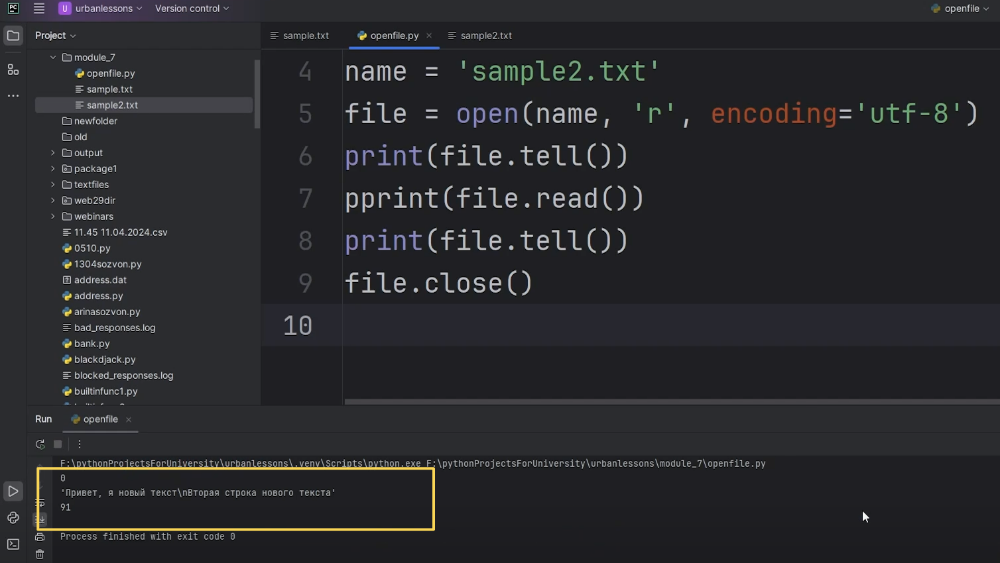 PC
U urbanlessons
Version control
openfile
Project
sample.txt
openfile.py
sample2.txt
module_7
openfile.py
sample.txt
sample2.txt
newfolder
old
output
package1
textfiles
web29dir
webinars
11.45 11.04.2024.csv
0510.py
1304sozvon.py
address.dat
address.py
arinasozvon.py
bad_responses.log
bank.py
blackdjack.py
blocked_responses.log
builtinfunc1.py
4 name = 'sample2.txt'
5 file = open(name, 'r', encoding='utf-8')
6 print(file.tell())
7 pprint(file.read())
8 print(file.tell())
9 file.close()
10
Run
openfile
F:\pythonProjectsForUniversity\urbanlessons\.venv\Scripts\python.exe F:\pythonProjectsForUniversity\urbanlessons\module_7\openfile.py
0
'Привет, я новый текст\nВторая строка нового текста'
91
Process finished with exit code 0